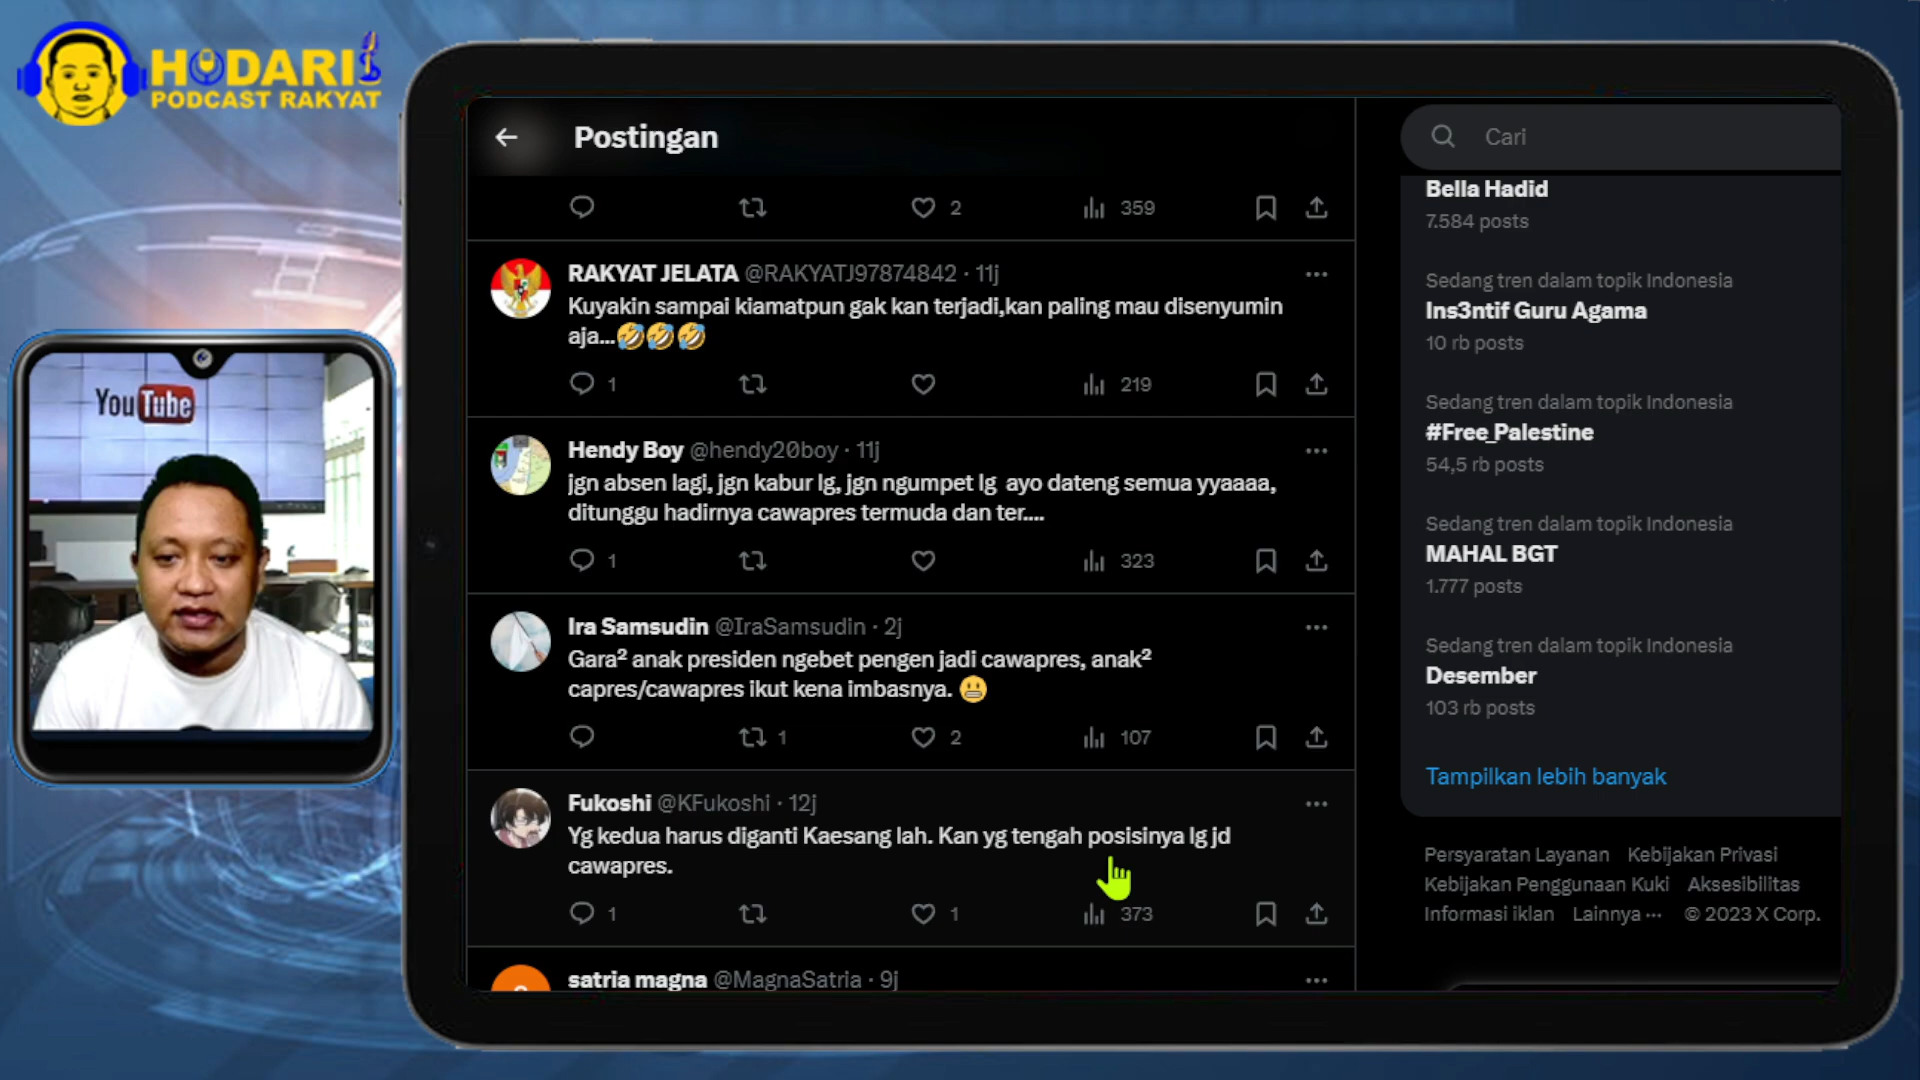 HODARI
PODCAST RAKYAT
YouTube
Postingan
2 359
RAKYAT JELATA @RAKYATJ97874842 · 11j
Kuyakin sampai kiamatpun gak kan terjadi,kan paling mau disenyumin
aja...🤣🤣🤣
1 219
Hendy Boy @hendy20boy · 11j
jgn absen lagi, jgn kabur lg, jgn ngumpet lg ayo dateng semua yyaaaa,
ditunggu hadirnya cawapres termuda dan ter....
1 323
Ira Samsudin @IraSamsudin · 2j
Gara² anak presiden ngebet pengen jadi cawapres, anak²
capres/cawapres ikut kena imbasnya. 😬
1 2 107
Fukoshi @KFukoshi · 12j
Yg kedua harus diganti Kaesang lah. Kan yg tengah posisinya lg jd
cawapres.
1 1 373
satria magna @MagnaSatria · 9j
Cari
Bella Hadid
7.584 posts
Sedang tren dalam topik Indonesia
Ins3ntif Guru Agama
10 rb posts
Sedang tren dalam topik Indonesia
#Free_Palestine
54,5 rb posts
Sedang tren dalam topik Indonesia
MAHAL BGT
1.777 posts
Sedang tren dalam topik Indonesia
Desember
103 rb posts
Tampilkan lebih banyak
Persyaratan Layanan Kebijakan Privasi
Kebijakan Penggunaan Kuki Aksesibilitas
Informasi iklan Lainnya ··· © 2023 X Corp.